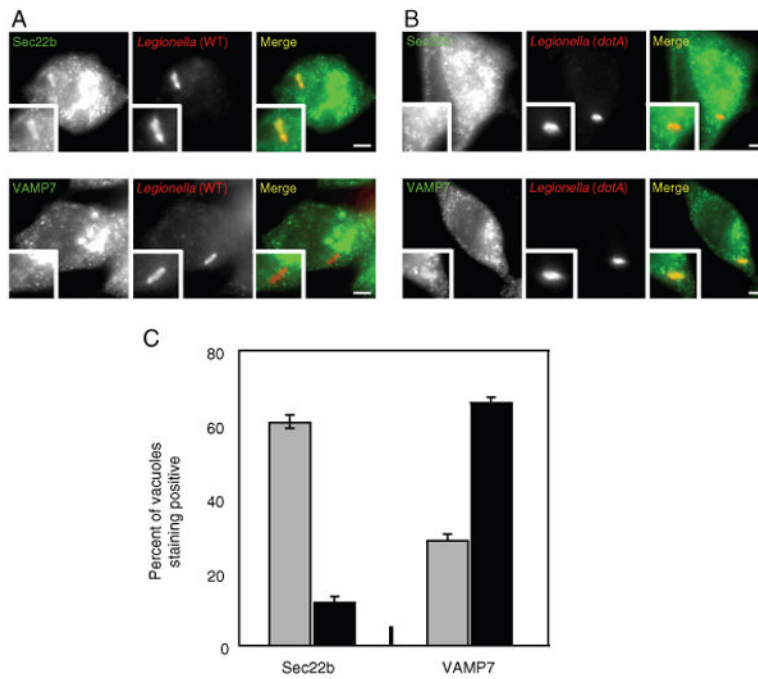 A
Sec22b
Legionella (WT)
Merge
VAMP7
Legionella (WT)
Merge
B
Sec22b
Legionella (dotA)
Merge
VAMP7
Legionella (dotA)
Merge
C
80
60
40
20
0
Percent of vacuoles
staining positive
Sec22b
VAMP7